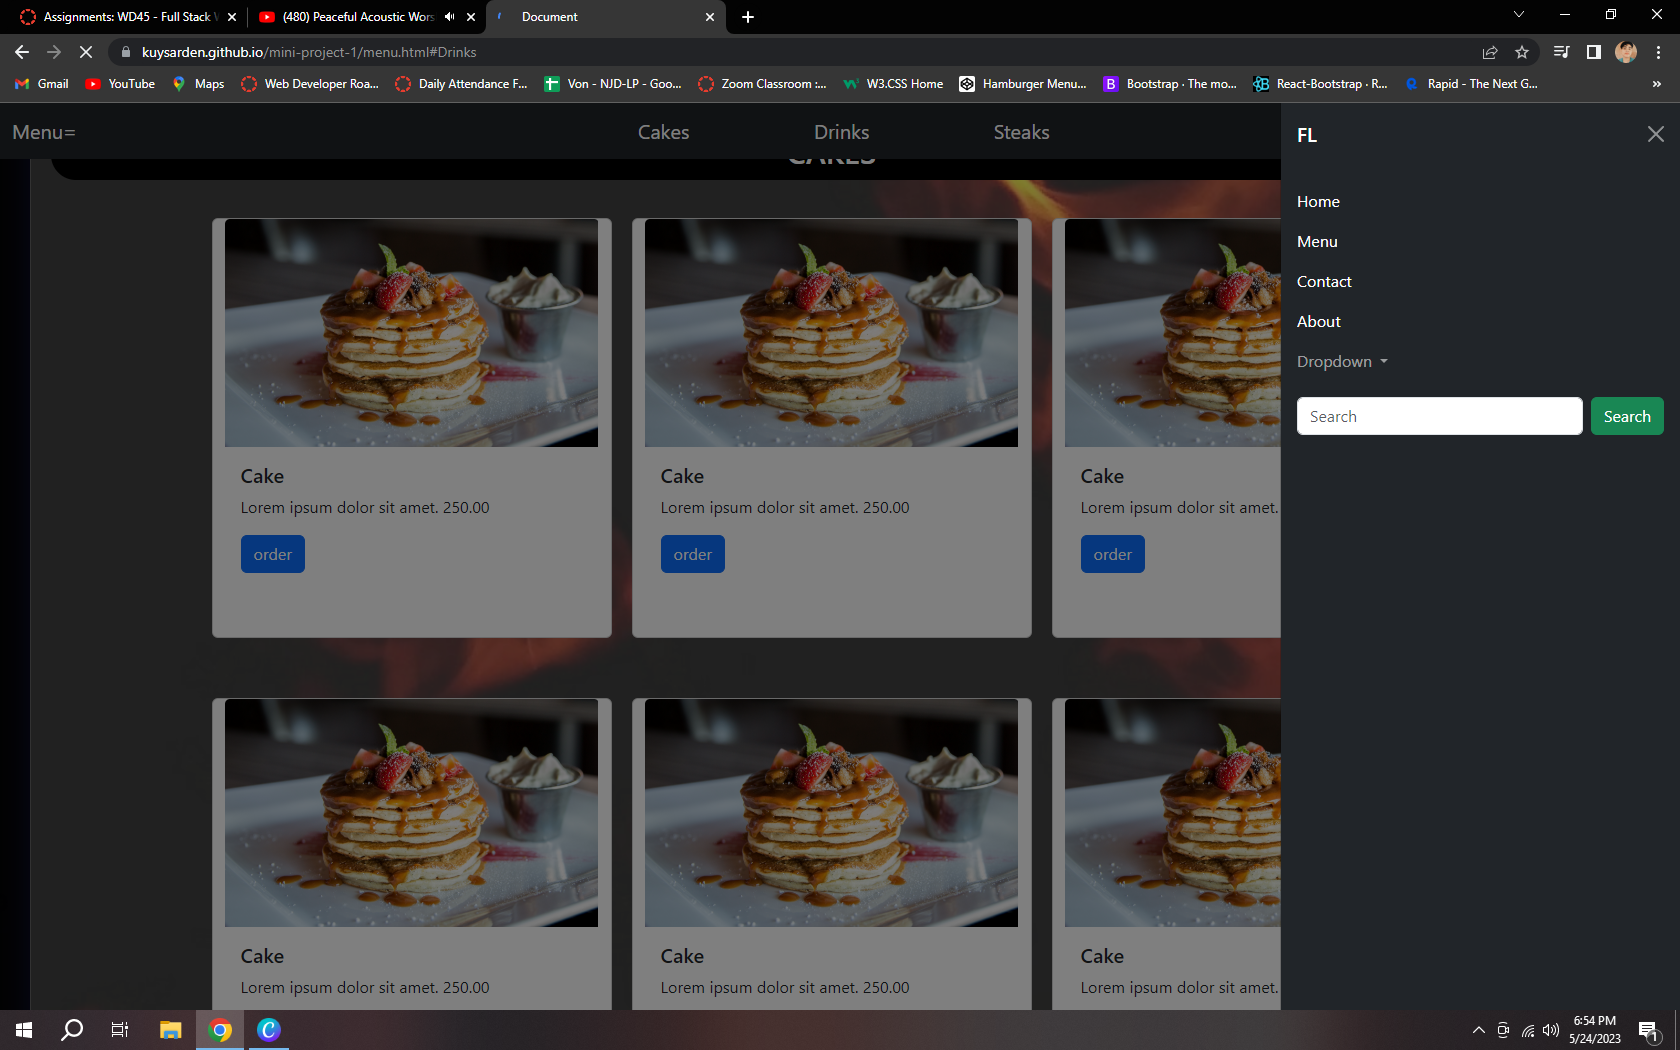 Assignments: WD45 - Full Stack W
(480) Peaceful Acoustic Wors
Document
kuysarden.github.io/mini-project-1/menu.html#Drinks
Gmail
YouTube
Maps
Web Developer Roa...
Daily Attendance F...
Von - NJD-LP - Goo...
Zoom Classroom :...
W3.CSS Home
Hamburger Menu...
Bootstrap · The mo...
React-Bootstrap · R...
Rapid - The Next G...
»
Menu=
Cakes
Drinks
Steaks
CAKES
FL
Home
Menu
Contact
About
Dropdown
Search
Search
Cake
Lorem ipsum dolor sit amet. 250.00
order
Cake
Lorem ipsum dolor sit amet. 250.00
order
Cake
Lorem ipsum dolor sit amet.
order
Cake
Lorem ipsum dolor sit amet. 250.00
Cake
Lorem ipsum dolor sit amet. 250.00
Cake
Lorem ipsum dolor sit amet.
6:54 PM
5/24/2023
1